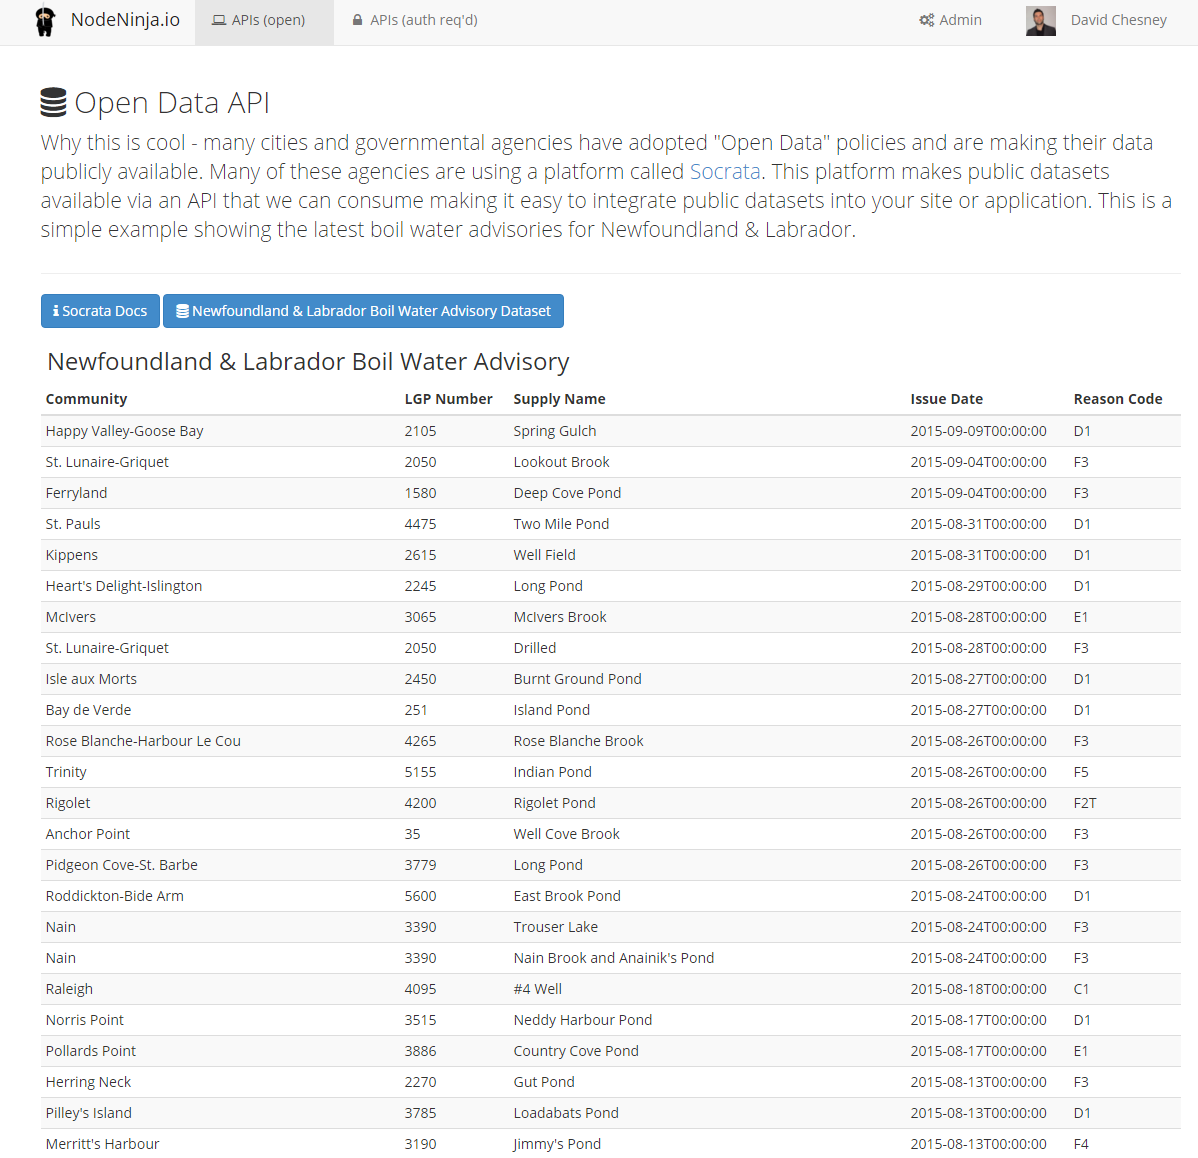 NodeNinja.io APIs (open) APIs (auth req'd) Admin David Chesney
Open Data API
Why this is cool - many cities and governmental agencies have adopted "Open Data" policies and are making their data
publicly available. Many of these agencies are using a platform called Socrata. This platform makes public datasets
available via an API that we can consume making it easy to integrate public datasets into your site or application. This is a
simple example showing the latest boil water advisories for Newfoundland & Labrador.
Socrata Docs Newfoundland & Labrador Boil Water Advisory Dataset
Newfoundland & Labrador Boil Water Advisory
Community LGP Number Supply Name Issue Date Reason Code
Happy Valley-Goose Bay 2105 Spring Gulch 2015-09-09T00:00:00 D1
St. Lunaire-Griquet 2050 Lookout Brook 2015-09-04T00:00:00 F3
Ferryland 1580 Deep Cove Pond 2015-09-04T00:00:00 F3
St. Pauls 4475 Two Mile Pond 2015-08-31T00:00:00 D1
Kippens 2615 Well Field 2015-08-31T00:00:00 D1
Heart's Delight-Islington 2245 Long Pond 2015-08-29T00:00:00 D1
McIvers 3065 McIvers Brook 2015-08-28T00:00:00 E1
St. Lunaire-Griquet 2050 Drilled 2015-08-28T00:00:00 F3
Isle aux Morts 2450 Burnt Ground Pond 2015-08-27T00:00:00 D1
Bay de Verde 251 Island Pond 2015-08-27T00:00:00 D1
Rose Blanche-Harbour Le Cou 4265 Rose Blanche Brook 2015-08-26T00:00:00 F3
Trinity 5155 Indian Pond 2015-08-26T00:00:00 F5
Rigolet 4200 Rigolet Pond 2015-08-26T00:00:00 F2T
Anchor Point 35 Well Cove Brook 2015-08-26T00:00:00 F3
Pidgeon Cove-St. Barbe 3779 Long Pond 2015-08-26T00:00:00 F3
Roddickton-Bide Arm 5600 East Brook Pond 2015-08-24T00:00:00 D1
Nain 3390 Trouser Lake 2015-08-24T00:00:00 F3
Nain 3390 Nain Brook and Anainik's Pond 2015-08-24T00:00:00 F3
Raleigh 4095 #4 Well 2015-08-18T00:00:00 C1
Norris Point 3515 Neddy Harbour Pond 2015-08-17T00:00:00 D1
Pollards Point 3886 Country Cove Pond 2015-08-17T00:00:00 E1
Herring Neck 2270 Gut Pond 2015-08-13T00:00:00 F3
Pilley's Island 3785 Loadabats Pond 2015-08-13T00:00:00 D1
Merritt's Harbour 3190 Jimmy's Pond 2015-08-13T00:00:00 F4